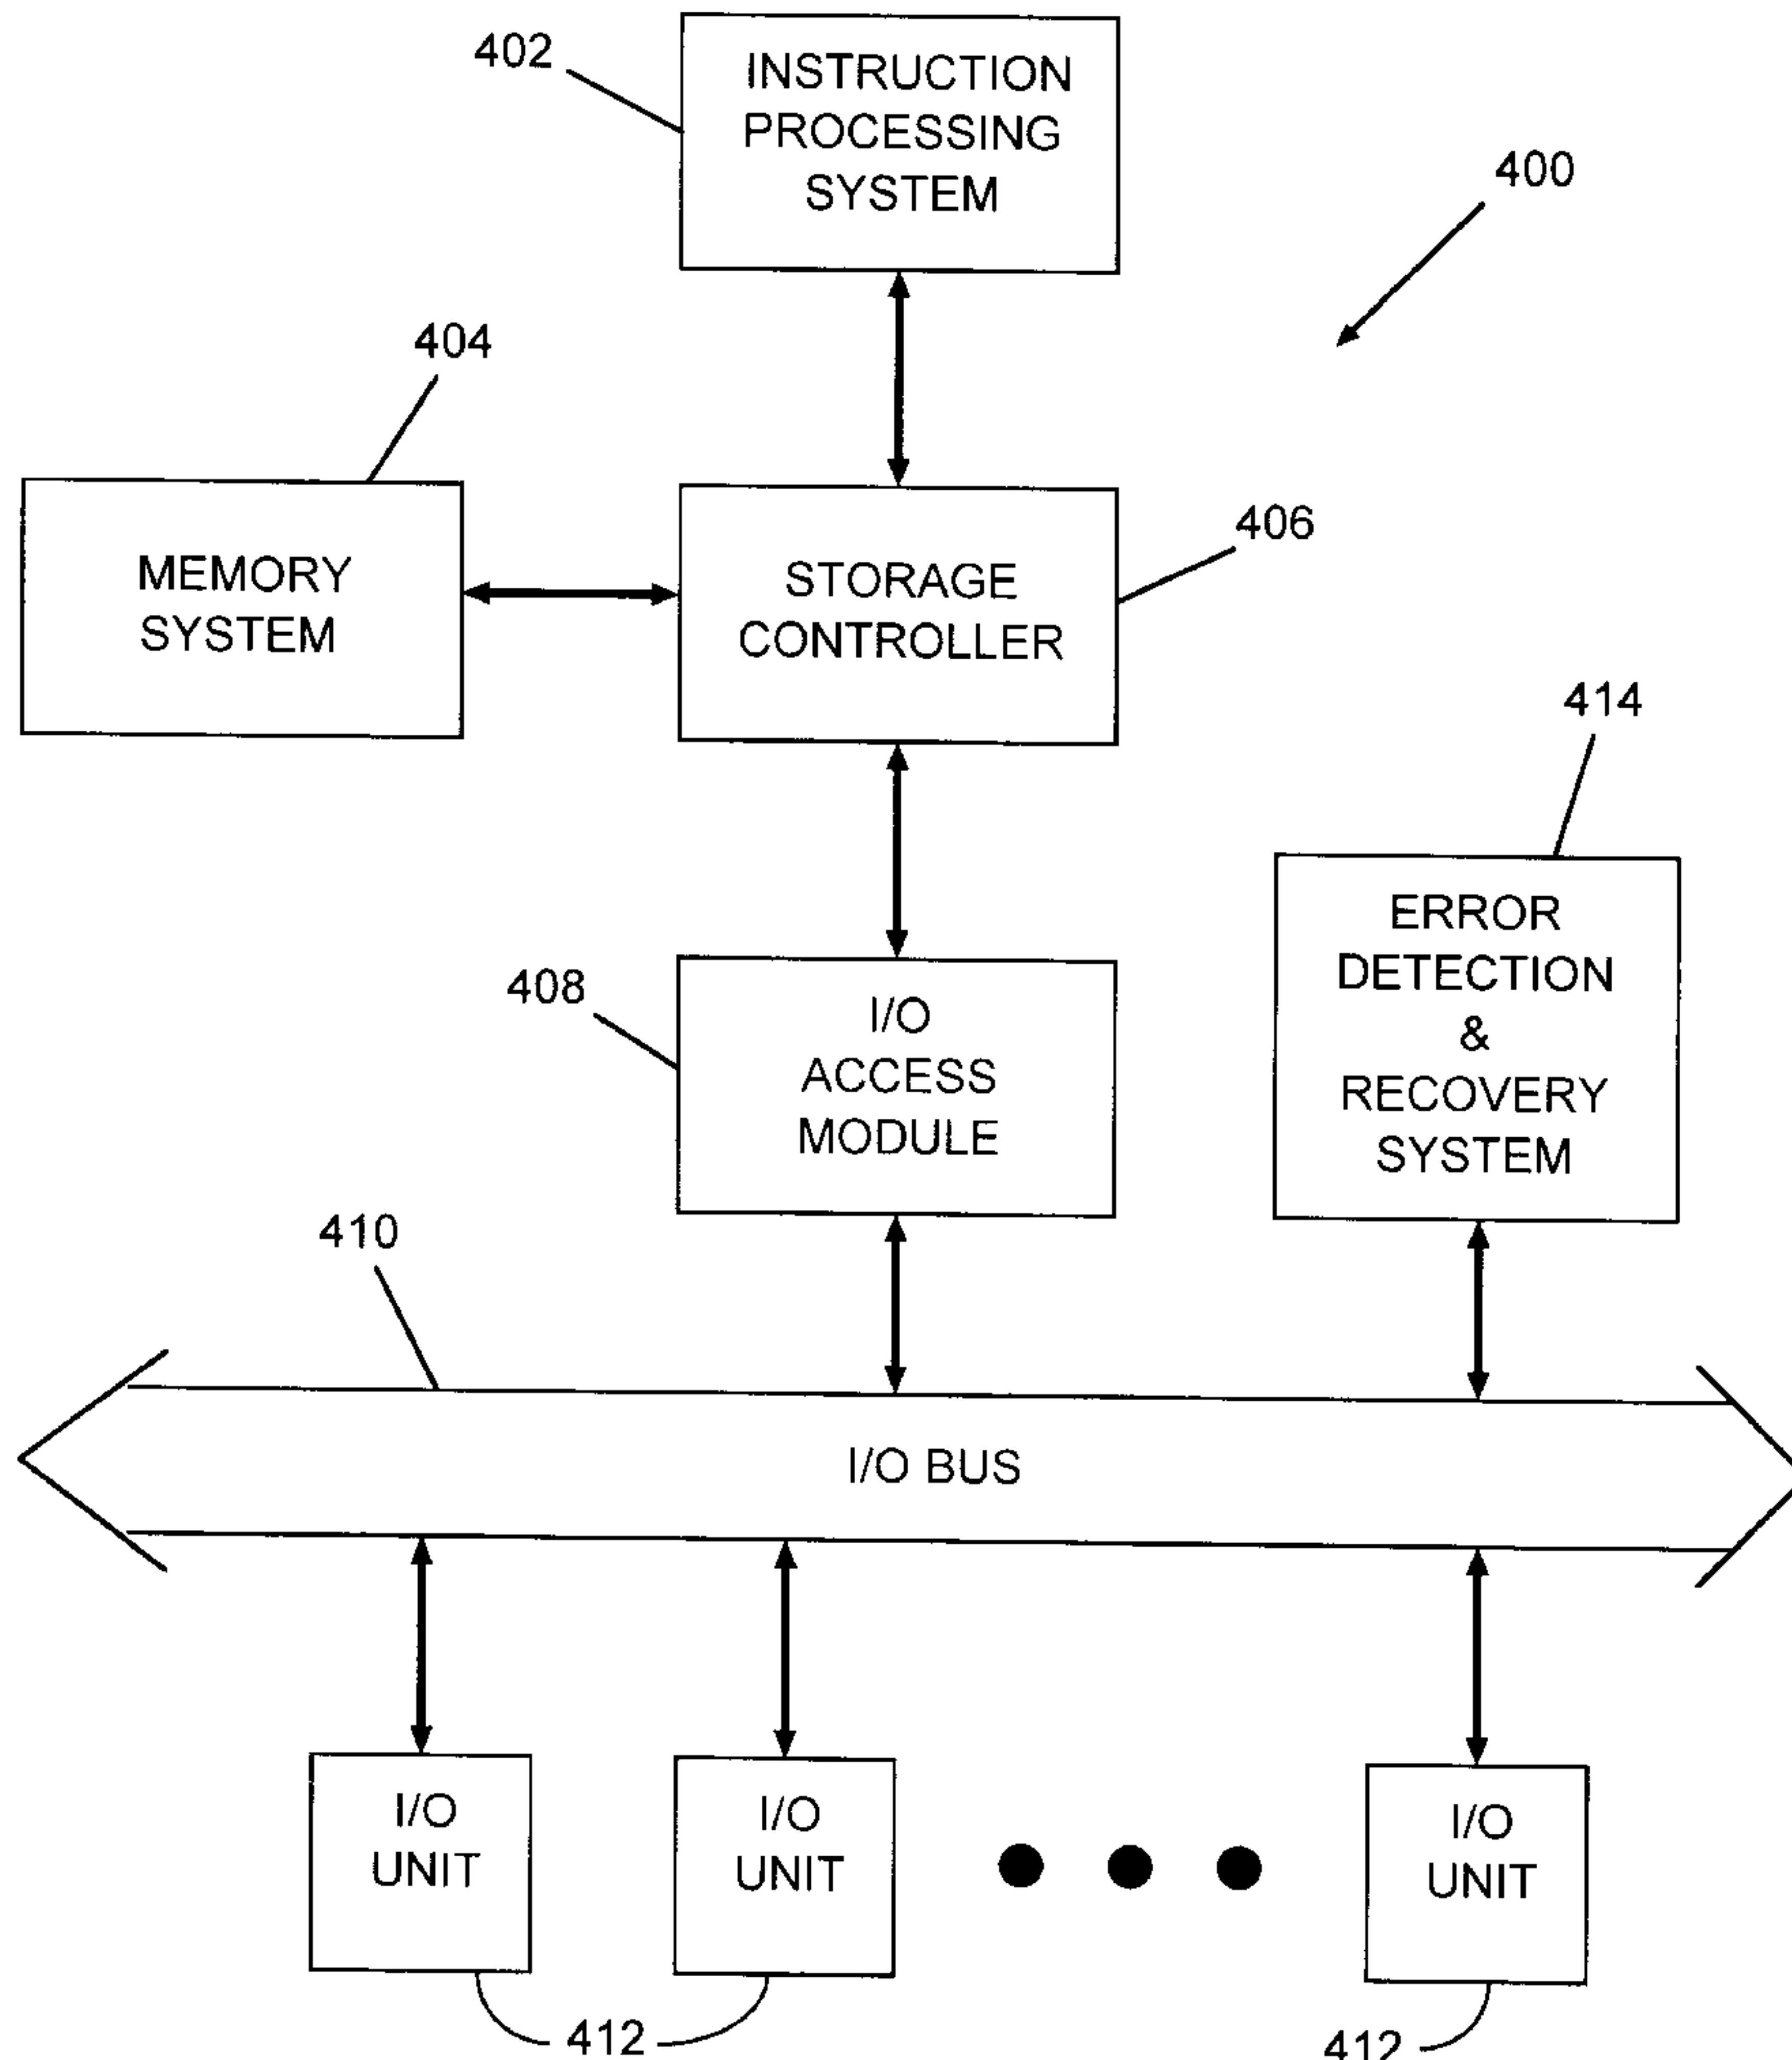 402
INSTRUCTION
PROCESSING
SYSTEM
400
404
MEMORY
SYSTEM
STORAGE
CONTROLLER
406
414
ERROR
DETECTION
&
RECOVERY
SYSTEM
408
I/O
ACCESS
MODULE
410
I/O BUS
I/O
UNIT
I/O
UNIT
I/O
UNIT
412
412